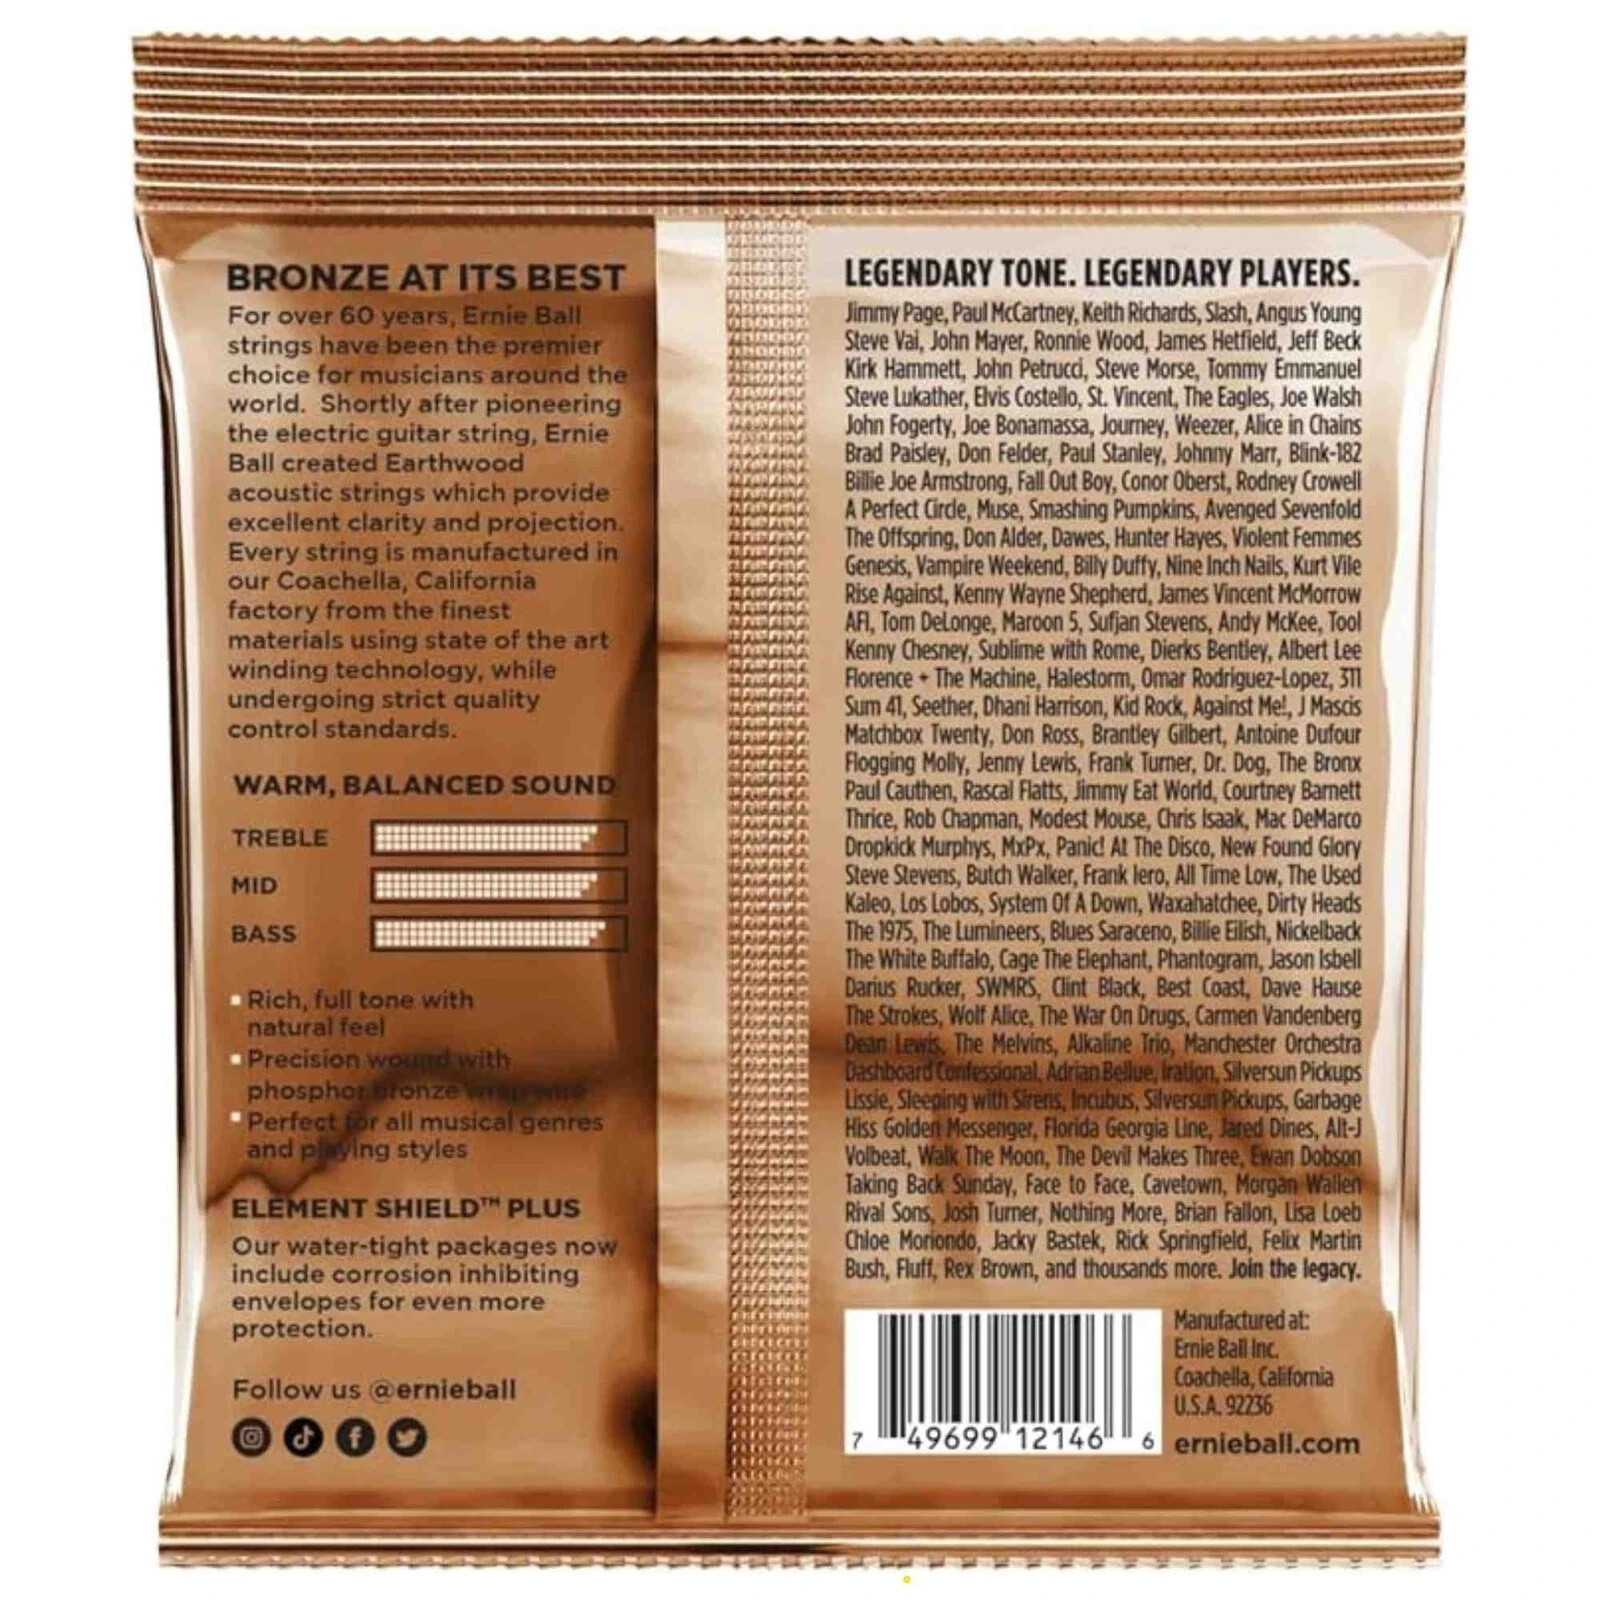 BRONZE AT ITS BEST
For over 60 years, Ernie Ball
strings have been the premier
choice for musicians around the
world. Shortly after pioneering
the electric guitar string, Ernie
Ball created Earthwood
acoustic strings which provide
excellent clarity and projection.
Every string is manufactured in
our Coachella, California
factory from the finest
materials using state of the art
winding technology, while
undergoing strict quality
control standards.
WARM, BALANCED SOUND
TREBLE
MID
BASS
▪ Rich, full tone with
natural feel
▪ Precision wound with
phosphor bronze wrap wire
▪ Perfect for all musical genres
and playing styles
ELEMENT SHIELD™ PLUS
Our water-tight packages now
include corrosion inhibiting
envelopes for even more
protection.
Follow us @ernieball
LEGENDARY TONE. LEGENDARY PLAYERS.
Jimmy Page, Paul McCartney, Keith Richards, Slash, Angus Young
Steve Vai, John Mayer, Ronnie Wood, James Hetfield, Jeff Beck
Kirk Hammett, John Petrucci, Steve Morse, Tommy Emmanuel
Steve Lukather, Elvis Costello, St. Vincent, The Eagles, Joe Walsh
John Fogerty, Joe Bonamassa, Journey, Weezer, Alice in Chains
Brad Paisley, Don Felder, Paul Stanley, Johnny Marr, Blink-182
Billie Joe Armstrong, Fall Out Boy, Conor Oberst, Rodney Crowell
A Perfect Circle, Muse, Smashing Pumpkins, Avenged Sevenfold
The Offspring, Don Alder, Dawes, Hunter Hayes, Violent Femmes
Genesis, Vampire Weekend, Billy Duffy, Nine Inch Nails, Kurt Vile
Rise Against, Kenny Wayne Shepherd, James Vincent McMorrow
AFI, Tom DeLonge, Maroon 5, Sufjan Stevens, Andy McKee, Tool
Kenny Chesney, Sublime with Rome, Dierks Bentley, Albert Lee
Florence + The Machine, Halestorm, Omar Rodriguez-Lopez, 311
Sum 41, Seether, Dhani Harrison, Kid Rock, Against Me!, J Mascis
Matchbox Twenty, Don Ross, Brantley Gilbert, Antoine Dufour
Flogging Molly, Jenny Lewis, Frank Turner, Dr. Dog, The Bronx
Paul Cauthen, Rascal Flatts, Jimmy Eat World, Courtney Barnett
Thrice, Rob Chapman, Modest Mouse, Chris Isaak, Mac DeMarco
Dropkick Murphys, MxPx, Panic! At The Disco, New Found Glory
Steve Stevens, Butch Walker, Frank Iero, All Time Low, The Used
Kaleo, Los Lobos, System Of A Down, Waxahatchee, Dirty Heads
The 1975, The Lumineers, Blues Saraceno, Billie Eilish, Nickelback
The White Buffalo, Cage The Elephant, Phantogram, Jason Isbell
Darius Rucker, SWMRS, Clint Black, Best Coast, Dave Hause
The Strokes, Wolf Alice, The War On Drugs, Carmen Vandenberg
Dean Lewis, The Melvins, Alkaline Trio, Manchester Orchestra
Dashboard Confessional, Adrian Bellue, Iration, Silversun Pickups
Lissie, Sleeping with Sirens, Incubus, Silversun Pickups, Garbage
Hiss Golden Messenger, Florida Georgia Line, Jared Dines, Alt-J
Volbeat, Walk The Moon, The Devil Makes Three, Ewan Dobson
Taking Back Sunday, Face to Face, Cavetown, Morgan Wallen
Rival Sons, Josh Turner, Nothing More, Brian Fallon, Lisa Loeb
Chloe Moriondo, Jacky Bastek, Rick Springfield, Felix Martin
Bush, Fluff, Rex Brown, and thousands more. Join the legacy.
7 49699 12146 6
Manufactured at:
Ernie Ball Inc.
Coachella, California
U.S.A. 92236
ernieball.com